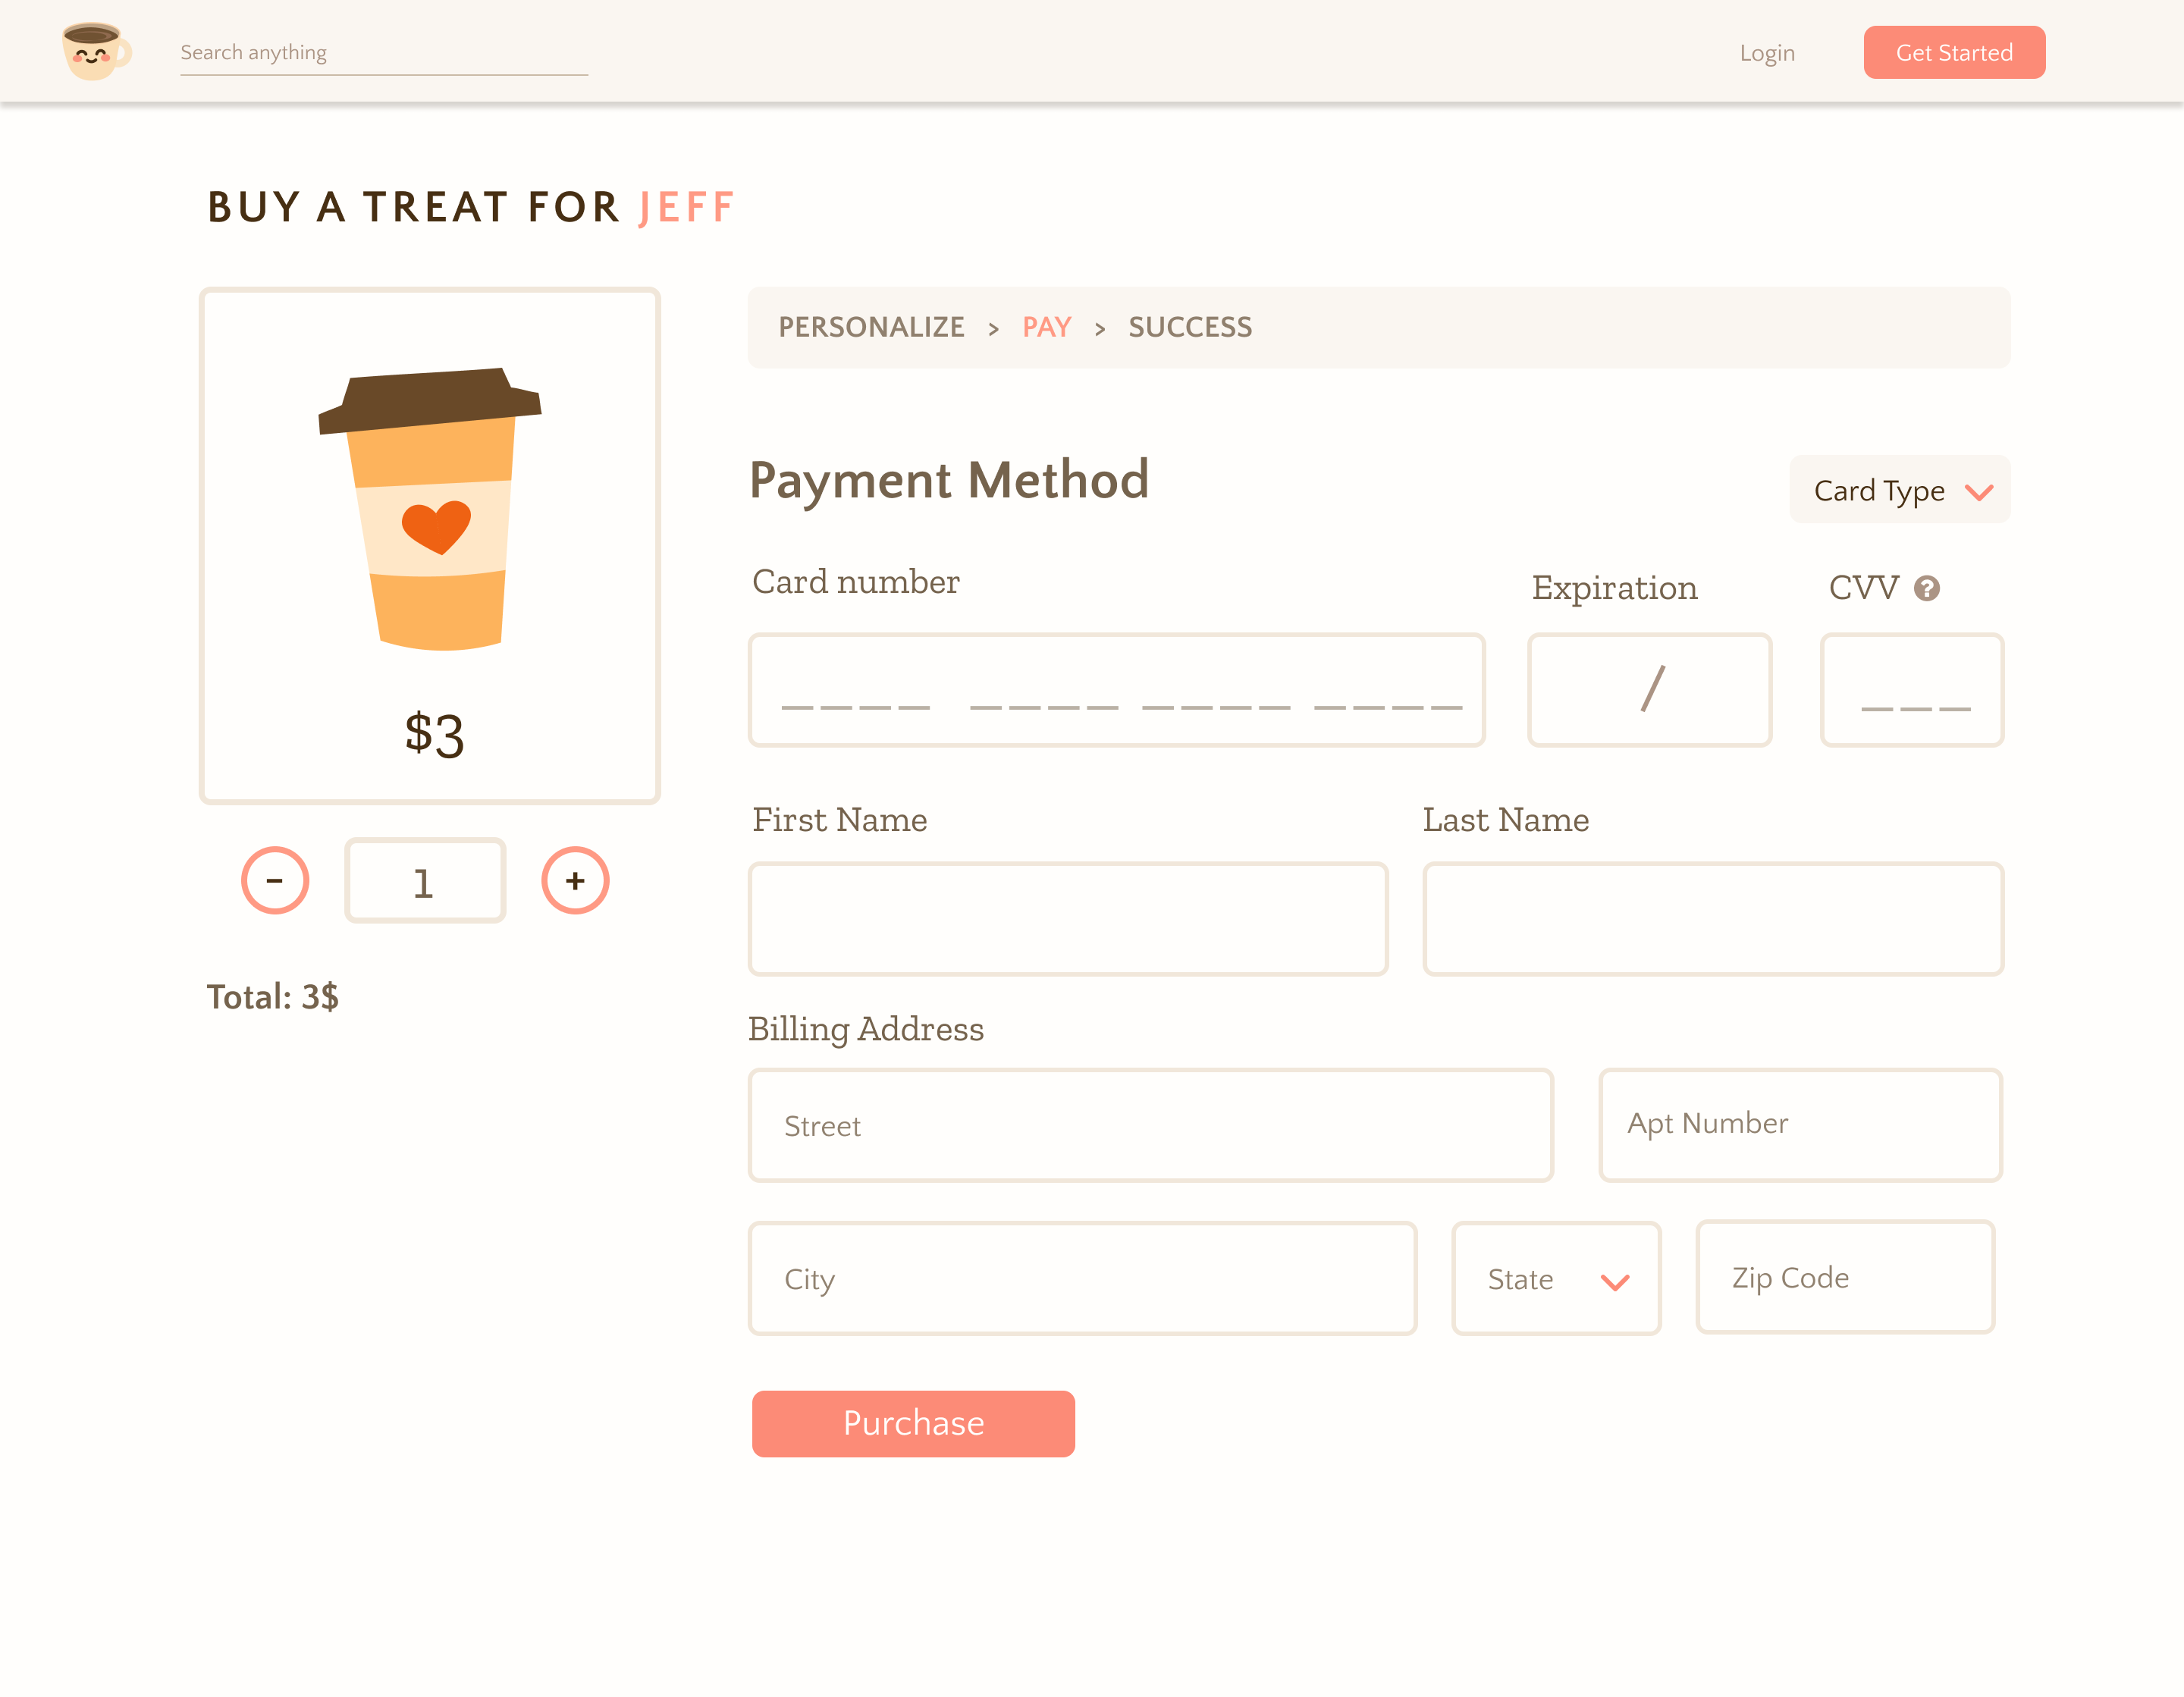 Search anything
Login
Get Started
BUY A TREAT FOR JEFF
PERSONALIZE > PAY > SUCCESS
$3
- 1 +
Total: 3$
Payment Method
Card Type
Card number
Expiration
CVV ?
_ _ _ _ _ _ _ _ _ _ _ _ _ _ _ _
/
_ _ _
First Name
Last Name
Billing Address
Street
Apt Number
City
State
Zip Code
Purchase